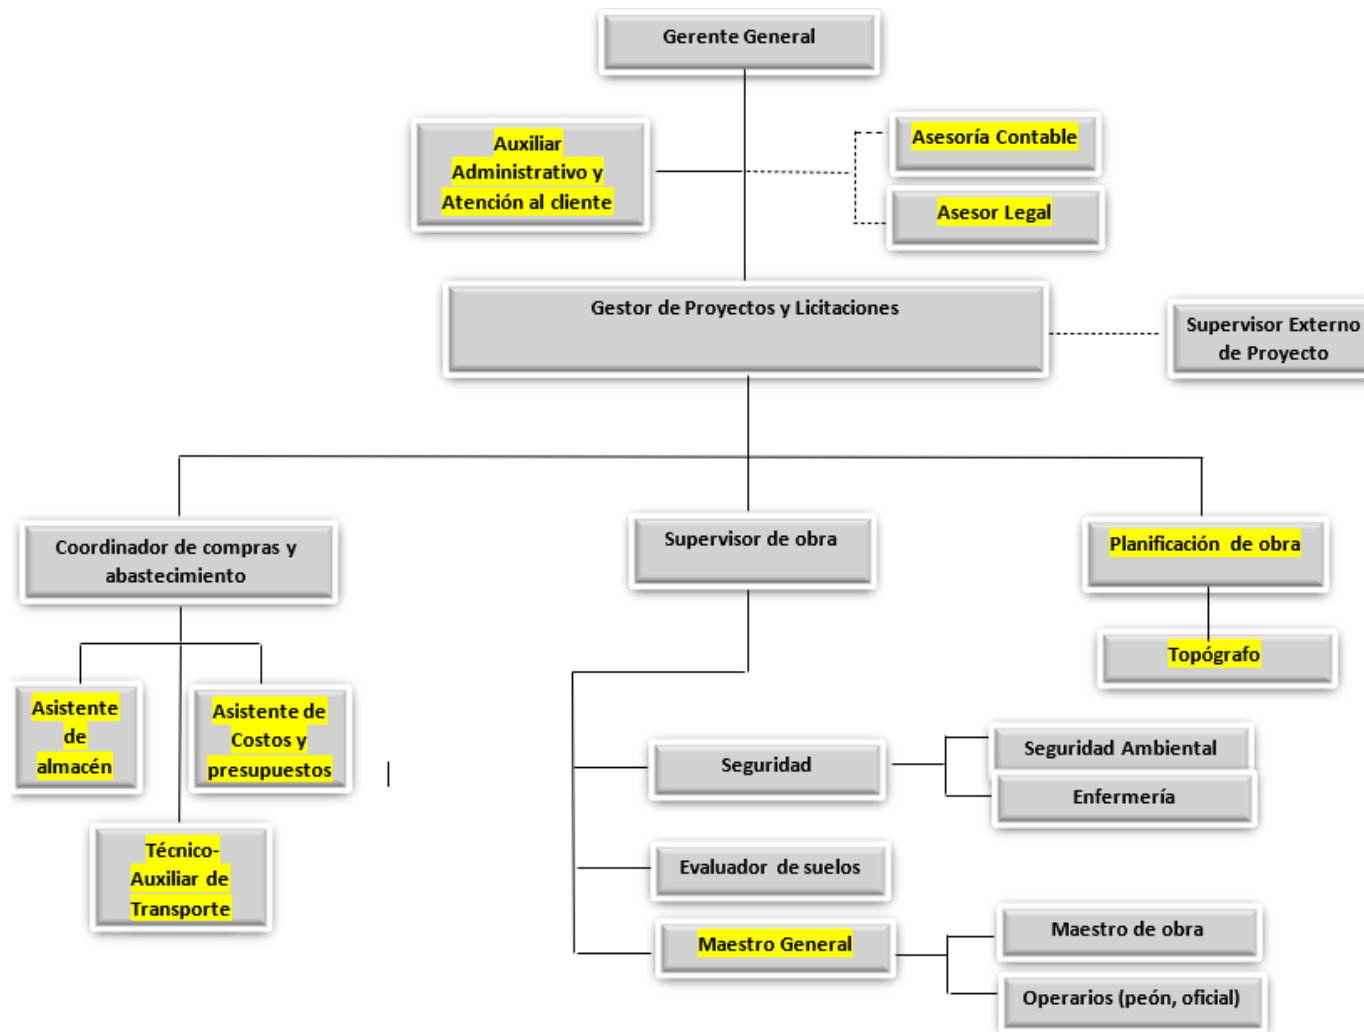 Gerente General
Auxiliar
Administrativo y
Atención al cliente
Asesoría Contable
Asesor Legal
Gestor de Proyectos y Licitaciones
Supervisor Externo
de Proyecto
Coordinador de compras y
abastecimiento
Supervisor de obra
Planificación de obra
Topógrafo
Asistente
de
almacén
Asistente de
Costos y
presupuestos
Técnico-
Auxiliar de
Transporte
Seguridad
Seguridad Ambiental
Enfermería
Evaluador de suelos
Maestro General
Maestro de obra
Operarios (peón, oficial)